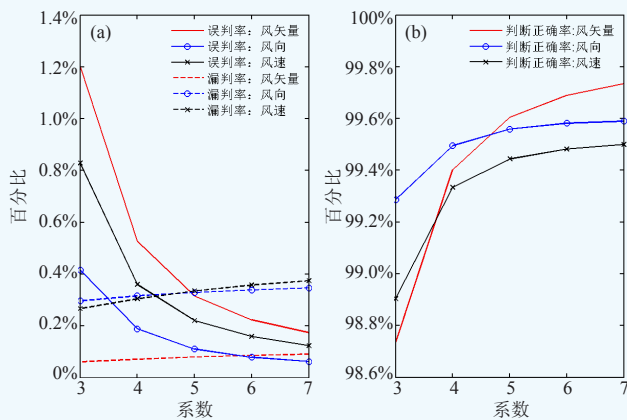 (a)
误判率：风矢量
误判率：风向
误判率：风速
漏判率：风矢量
漏判率：风向
漏判率：风速
1.4%
1.2%
1.0%
0.8%
0.6%
0.4%
0.2%
0%
百分比
3 4 5 6 7
系数
(b)
判断正确率:风矢量
判断正确率:风向
判断正确率:风速
100%
99.8%
99.6%
99.4%
99.2%
99.0%
98.8%
98.6%
百分比
3 4 5 6 7
系数